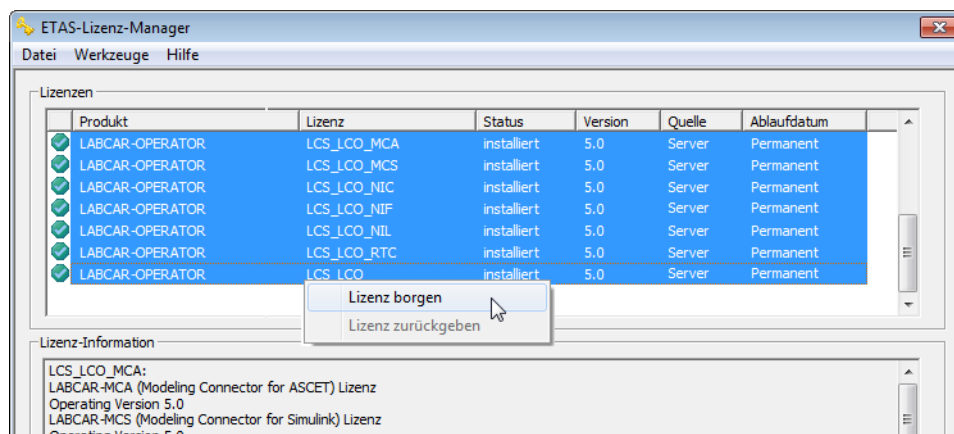 ETAS-Lizenz-Manager
Datei Werkzeuge Hilfe
Lizenzen
Produkt Lizenz Status Version Quelle Ablaufdatum
LABCAR-OPERATOR LCS_LCO_MCA installiert 5.0 Server Permanent
LABCAR-OPERATOR LCS_LCO_MCS installiert 5.0 Server Permanent
LABCAR-OPERATOR LCS_LCO_NIC installiert 5.0 Server Permanent
LABCAR-OPERATOR LCS_LCO_NIF installiert 5.0 Server Permanent
LABCAR-OPERATOR LCS_LCO_NIL installiert 5.0 Server Permanent
LABCAR-OPERATOR LCS_LCO_RTC installiert 5.0 Server Permanent
LABCAR-OPERATOR LCS_LCO installiert 5.0 Server Permanent
Lizenz borgen
Lizenz zurückgeben
Lizenz-Information
LCS_LCO_MCA:
LABCAR-MCA (Modeling Connector for ASCET) Lizenz
Operating Version 5.0
LABCAR-MCS (Modeling Connector for Simulink) Lizenz
Operating Version 5.0